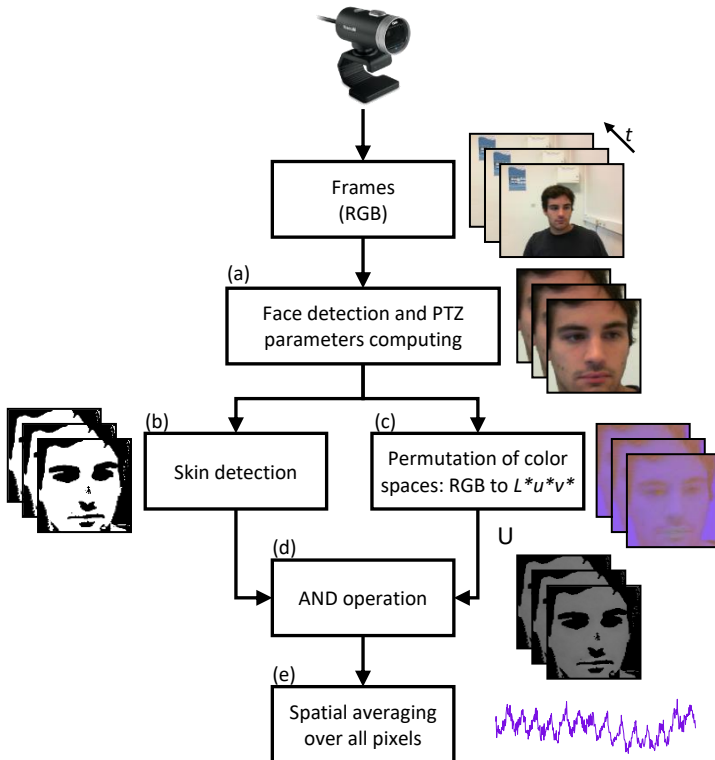 t
Frames
(RGB)
(a)
Face detection and PTZ
parameters computing
(b)
Skin detection
(c)
Permutation of color
spaces: RGB to L*u*v*
U
(d)
AND operation
(e)
Spatial averaging
over all pixels